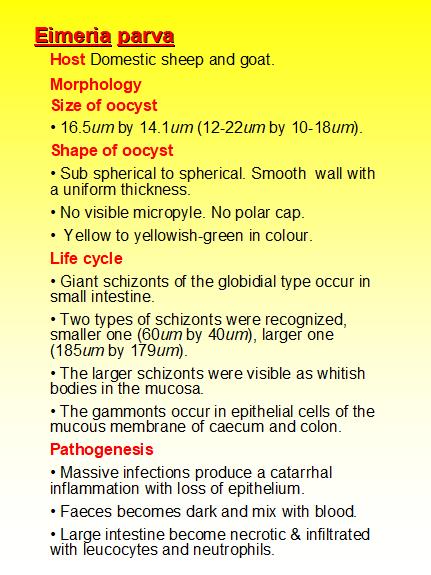 Eimeria parva
Host Domestic sheep and goat.
Morphology
Size of oocyst
• 16.5um by 14.1um (12-22um by 10-18um).
Shape of oocyst
• Sub spherical to spherical. Smooth wall with
a uniform thickness.
• No visible micropyle. No polar cap.
• Yellow to yellowish-green in colour.
Life cycle
• Giant schizonts of the globidial type occur in
small intestine.
• Two types of schizonts were recognized,
smaller one (60um by 40um), larger one
(185um by 179um).
• The larger schizonts were visible as whitish
bodies in the mucosa.
• The gammonts occur in epithelial cells of the
mucous membrane of caecum and colon.
Pathogenesis
• Massive infections produce a catarrhal
inflammation with loss of epithelium.
• Faeces becomes dark and mix with blood.
• Large intestine become necrotic & infiltrated
with leucocytes and neutrophils.